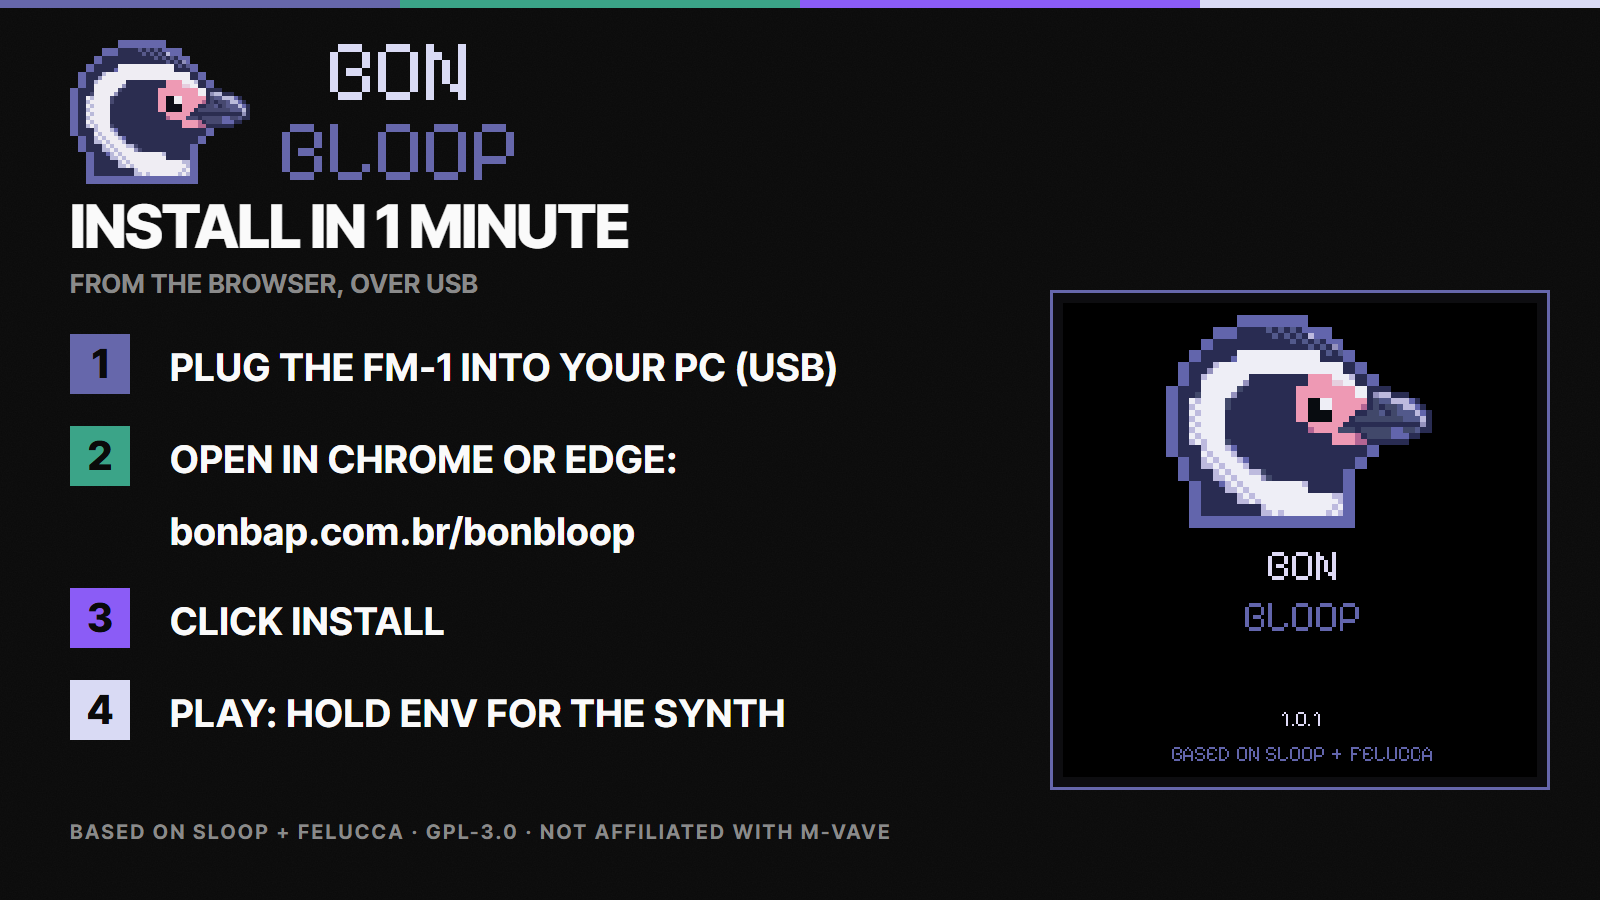 BON
BLOOP
INSTALL IN 1 MINUTE
FROM THE BROWSER, OVER USB
1 PLUG THE FM-1 INTO YOUR PC (USB)
2 OPEN IN CHROME OR EDGE:
bonbap.com.br/bonbloop
3 CLICK INSTALL
4 PLAY: HOLD ENV FOR THE SYNTH
BON
BLOOP
1.0.1
BASED ON SLOOP + FELUCCA
BASED ON SLOOP + FELUCCA · GPL-3.0 · NOT AFFILIATED WITH M-VAVE